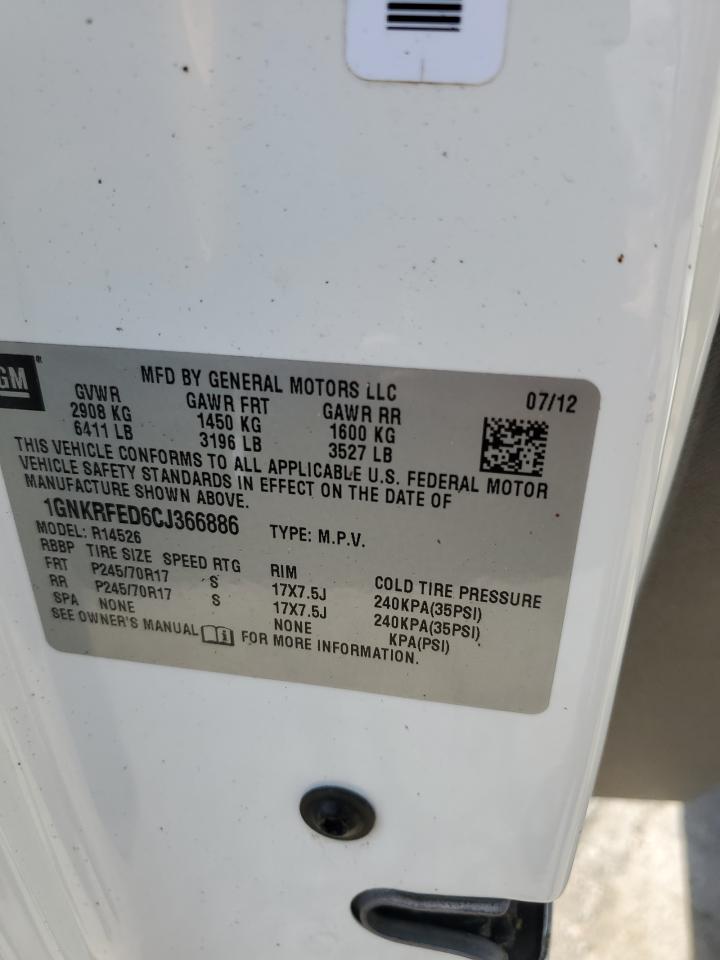 GM ® MFD BY GENERAL MOTORS LLC 07/12
GVWR GAWR FRT GAWR RR
2908 KG 1450 KG 1600 KG
6411 LB 3196 LB 3527 LB
THIS VEHICLE CONFORMS TO ALL APPLICABLE U.S. FEDERAL MOTOR
VEHICLE SAFETY STANDARDS IN EFFECT ON THE DATE OF
MANUFACTURE SHOWN ABOVE.
1GNKRFED6CJ366886 TYPE: M.P.V.
MODEL: R14526
RBBP TIRE SIZE SPEED RTG RIM COLD TIRE PRESSURE
FRT P245/70R17 S 17X7.5J 240KPA(35PSI)
RR P245/70R17 S 17X7.5J 240KPA(35PSI)
SPA NONE NONE KPA(PSI)
SEE OWNER'S MANUAL FOR MORE INFORMATION.